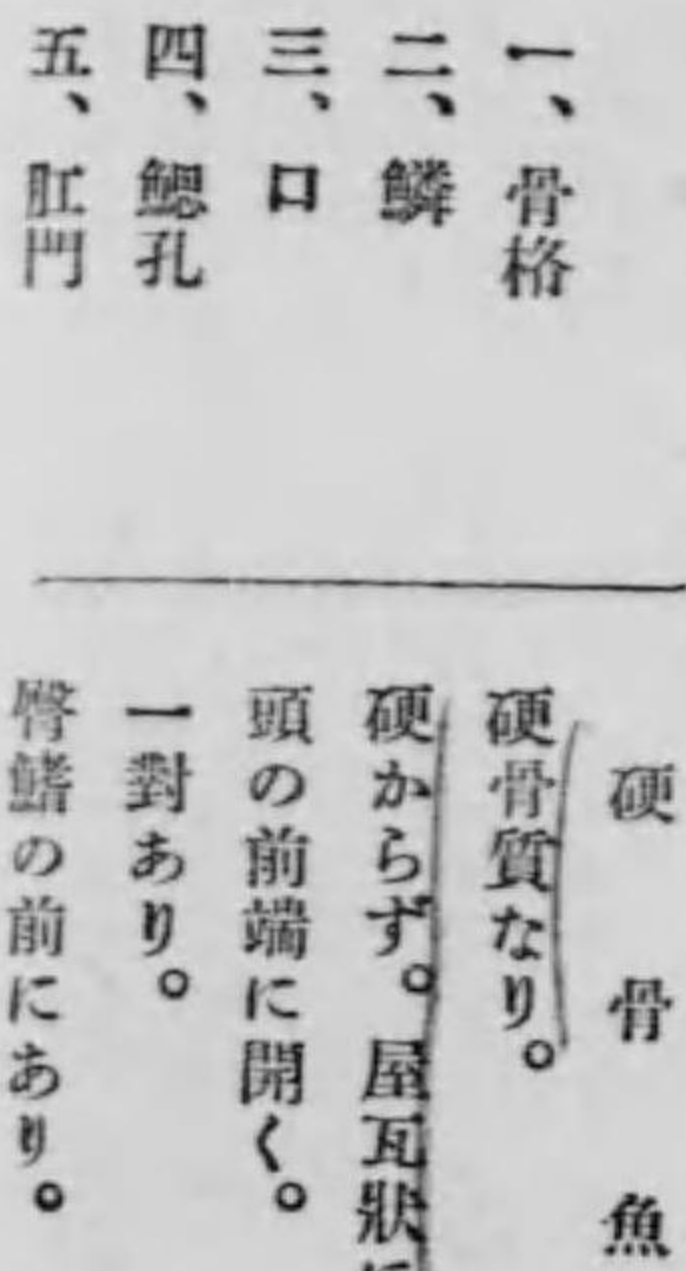 硬骨魚
一、骨格
硬骨質なり。
二、鱗
硬からず。屋瓦狀に
三、口
頭の前端に開く。
四、鰓孔
一對あり。
五、肛門
臀鰭の前にあり。